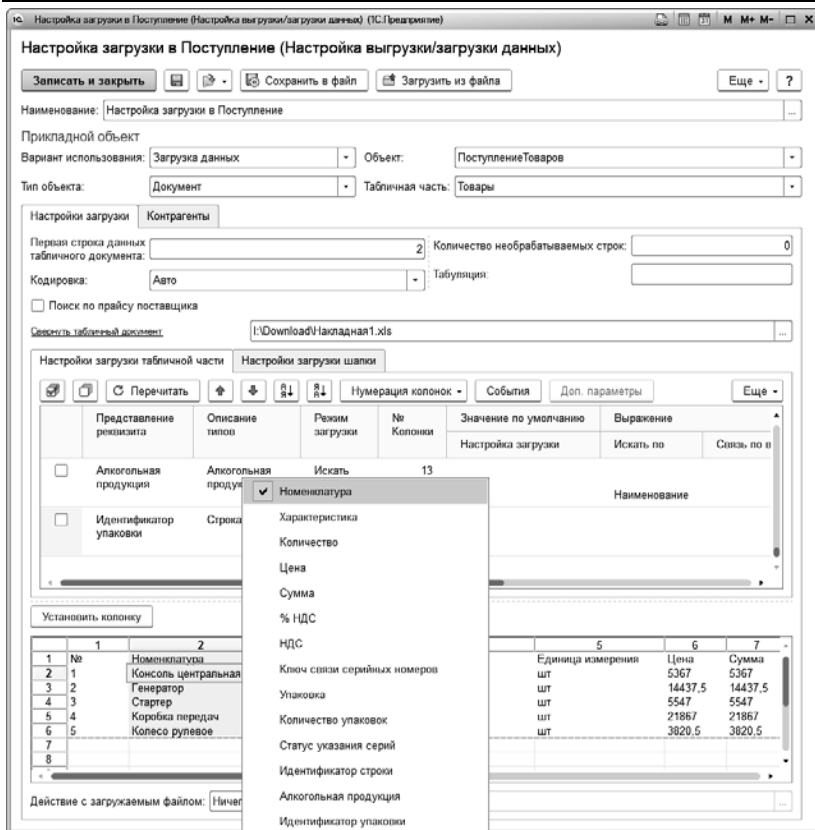 Настройка загрузки в Поступление (Настройка выгрузки/загрузки данных) (1С:Предприятие) M M+ M-
Настройка загрузки в Поступление (Настройка выгрузки/загрузки данных)
Записать и закрыть Сохранить в файл Загрузить из файла Еще ?
Наименование: Настройка загрузки в Поступление ...
Прикладной объект
Вариант использования: Загрузка данных Объект: ПоступлениеТоваров
Тип объекта: Документ Табличная часть: Товары
Настройки загрузки Контрагенты
Первая строка данных табличного документа: 2 Количество необрабатываемых строк: 0
Кодировка: Авто Табуляция:
Поиск по прайсу поставщика
Свернуть табличный документ I:\Download\Накладная1.xls ...
Настройки загрузки табличной части Настройки загрузки шапки
Перечитать Нумерация колонок События Доп. параметры Еще
Представление реквизита Описание типов Режим загрузки № Колонки Значение по умолчанию Выражение
Настройка загрузки Искать по Связь по в
Алкогольная продукция Алкогольная продук Искать 13 Наименование
Идентификатор упаковки Строка
Номенклатура
Характеристика
Количество
Цена
Сумма
% НДС
НДС
Ключ связи серийных номеров
Упаковка
Количество упаковок
Статус указания серий
Идентификатор строки
Алкогольная продукция
Идентификатор упаковки
Установить колонку
1 2 5 6 7
1 № Номенклатура Единица измерения Цена Сумма
2 1 Консоль центральная шт 5367 5367
3 2 Генератор шт 14437,5 14437,5
4 3 Стартер шт 5547 5547
5 4 Коробка передач шт 21867 21867
6 5 Колесо рулевое шт 3820,5 3820,5
7
8
Действие с загружаемым файлом: Ничег ...